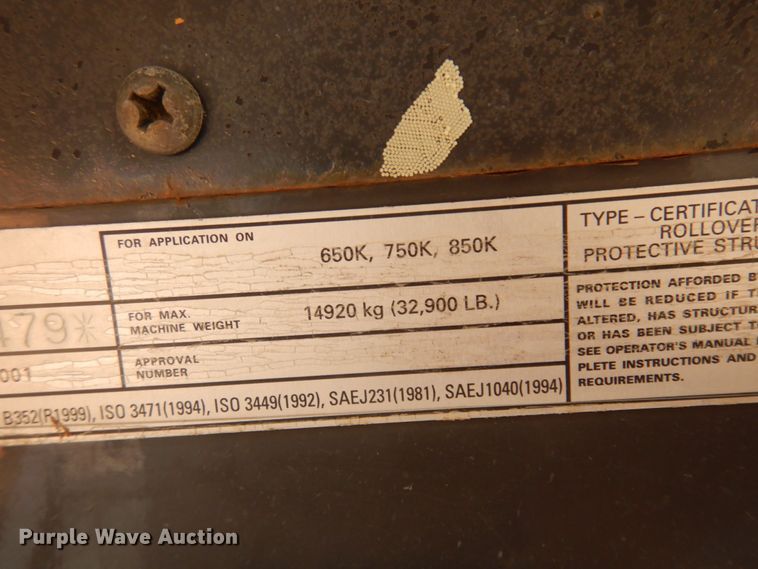 FOR APPLICATION ON
650K, 750K, 850K
479*
FOR MAX.
MACHINE WEIGHT
14920 kg (32,900 LB.)
001
APPROVAL
NUMBER
B352(R1999), ISO 3471(1994), ISO 3449(1992), SAEJ231(1981), SAEJ1040(1994)
TYPE – CERTIFICAT
ROLLOVER
PROTECTIVE STRU
PROTECTION AFFORDED B
WILL BE REDUCED IF T
ALTERED, HAS STRUCTUR
OR HAS BEEN SUBJECT T
SEE OPERATOR'S MANUAL
PLETE INSTRUCTIONS AND
REQUIREMENTS.
Purple Wave Auction